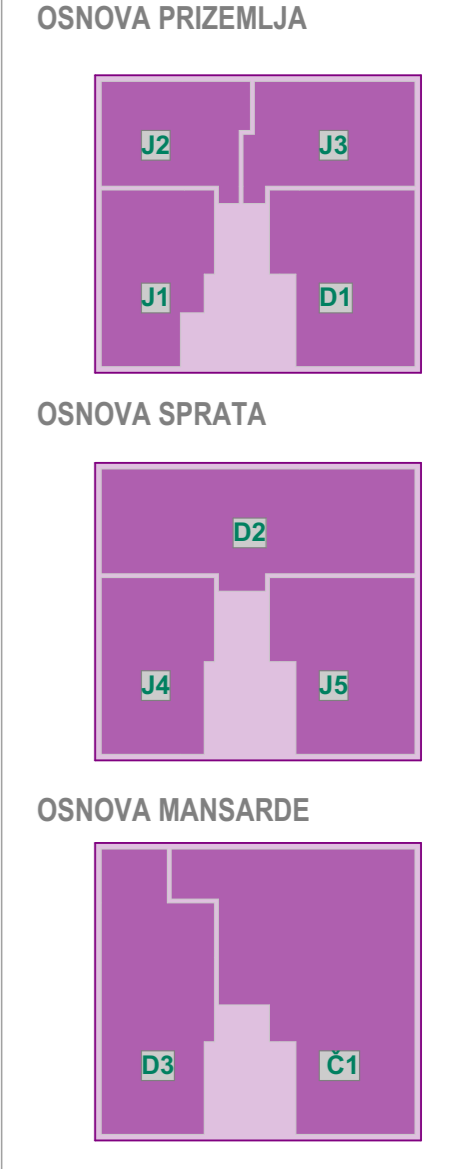 OSNOVA PRIZEMLJA
J2 J3
J1 D1
OSNOVA SPRATA
D2
J4 J5
OSNOVA MANSARDE
D3 Č1